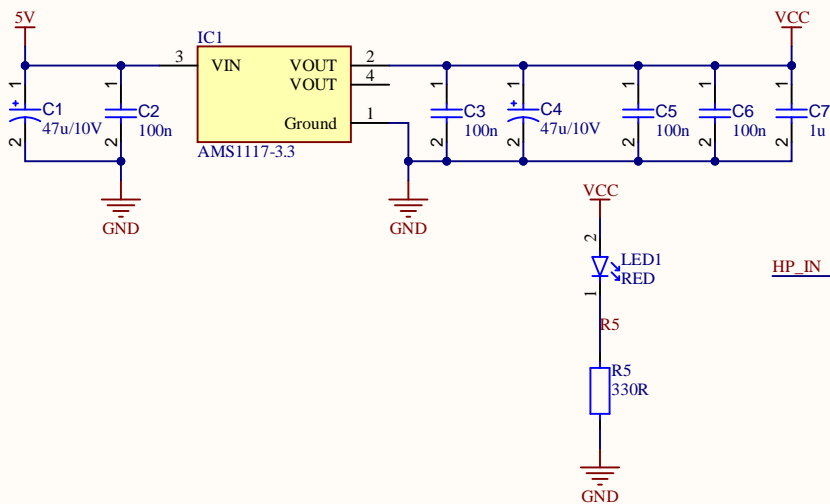 5V
VCC
IC1
3
VIN
VOUT
2
VOUT
4
Ground
1
AMS1117-3.3
1
+
C1
47u/10V
2
1
C2
100n
2
1
C3
100n
2
1
+
C4
47u/10V
2
1
C5
100n
2
1
C6
100n
2
1
C7
1u
2
GND
GND
VCC
2
LED1
RED
1
HP_IN
R5
R5
330R
GND